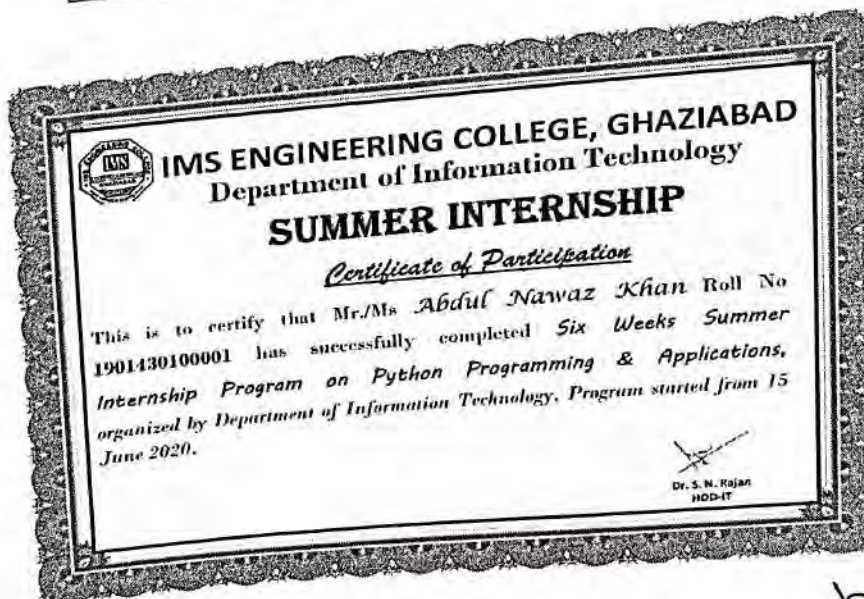 IMS ENGINEERING COLLEGE, GHAZIABAD
Department of Information Technology
SUMMER INTERNSHIP
Certificate of Participation
This is to certify that Mr./Ms Abdul Nawaz Khan Roll No
1901430100001 has successfully completed Six Weeks Summer
Internship Program on Python Programming & Applications,
organized by Department of Information Technology. Program started from 15
June 2020.
Dr. S. N. Rajan
HOD-IT
IMS